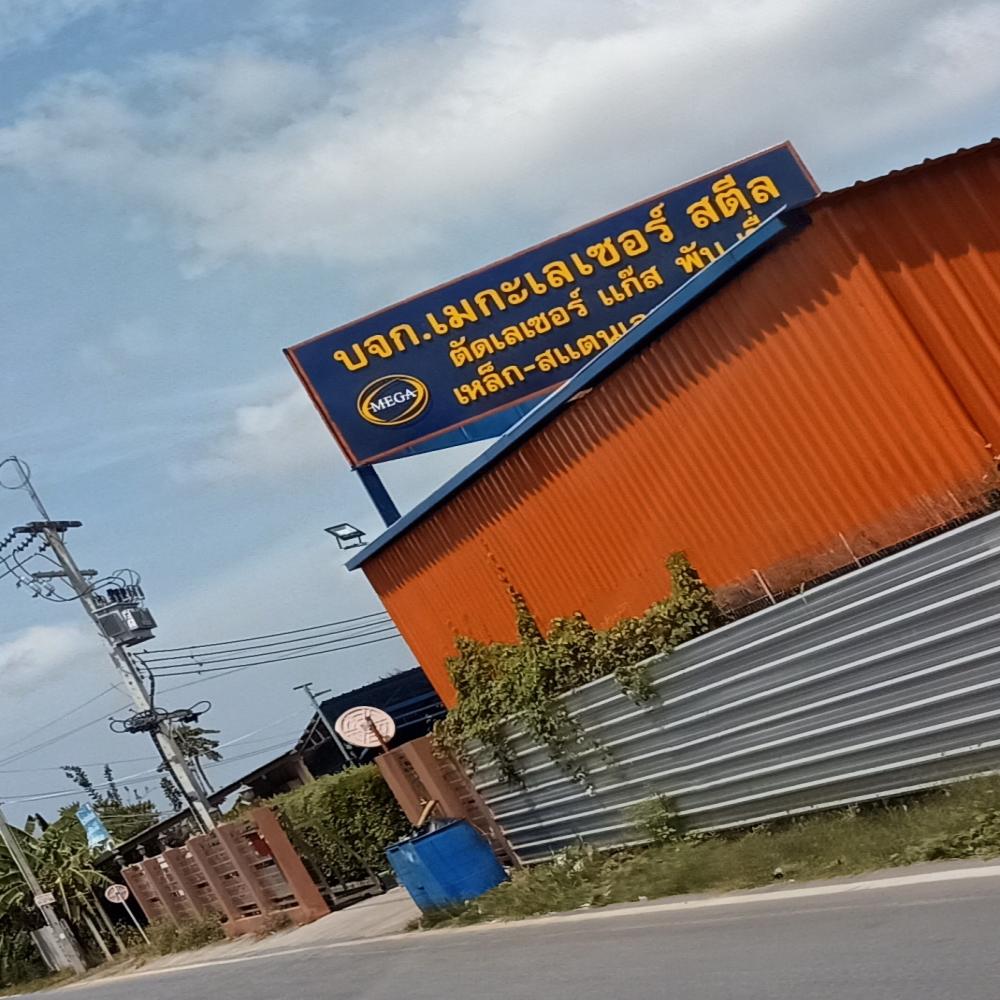 บจก.เมกะเลเซอร์ สตีล
ตัดเลเซอร์ แก๊ส พับ
เหล็ก-สแตนเล
MEGA